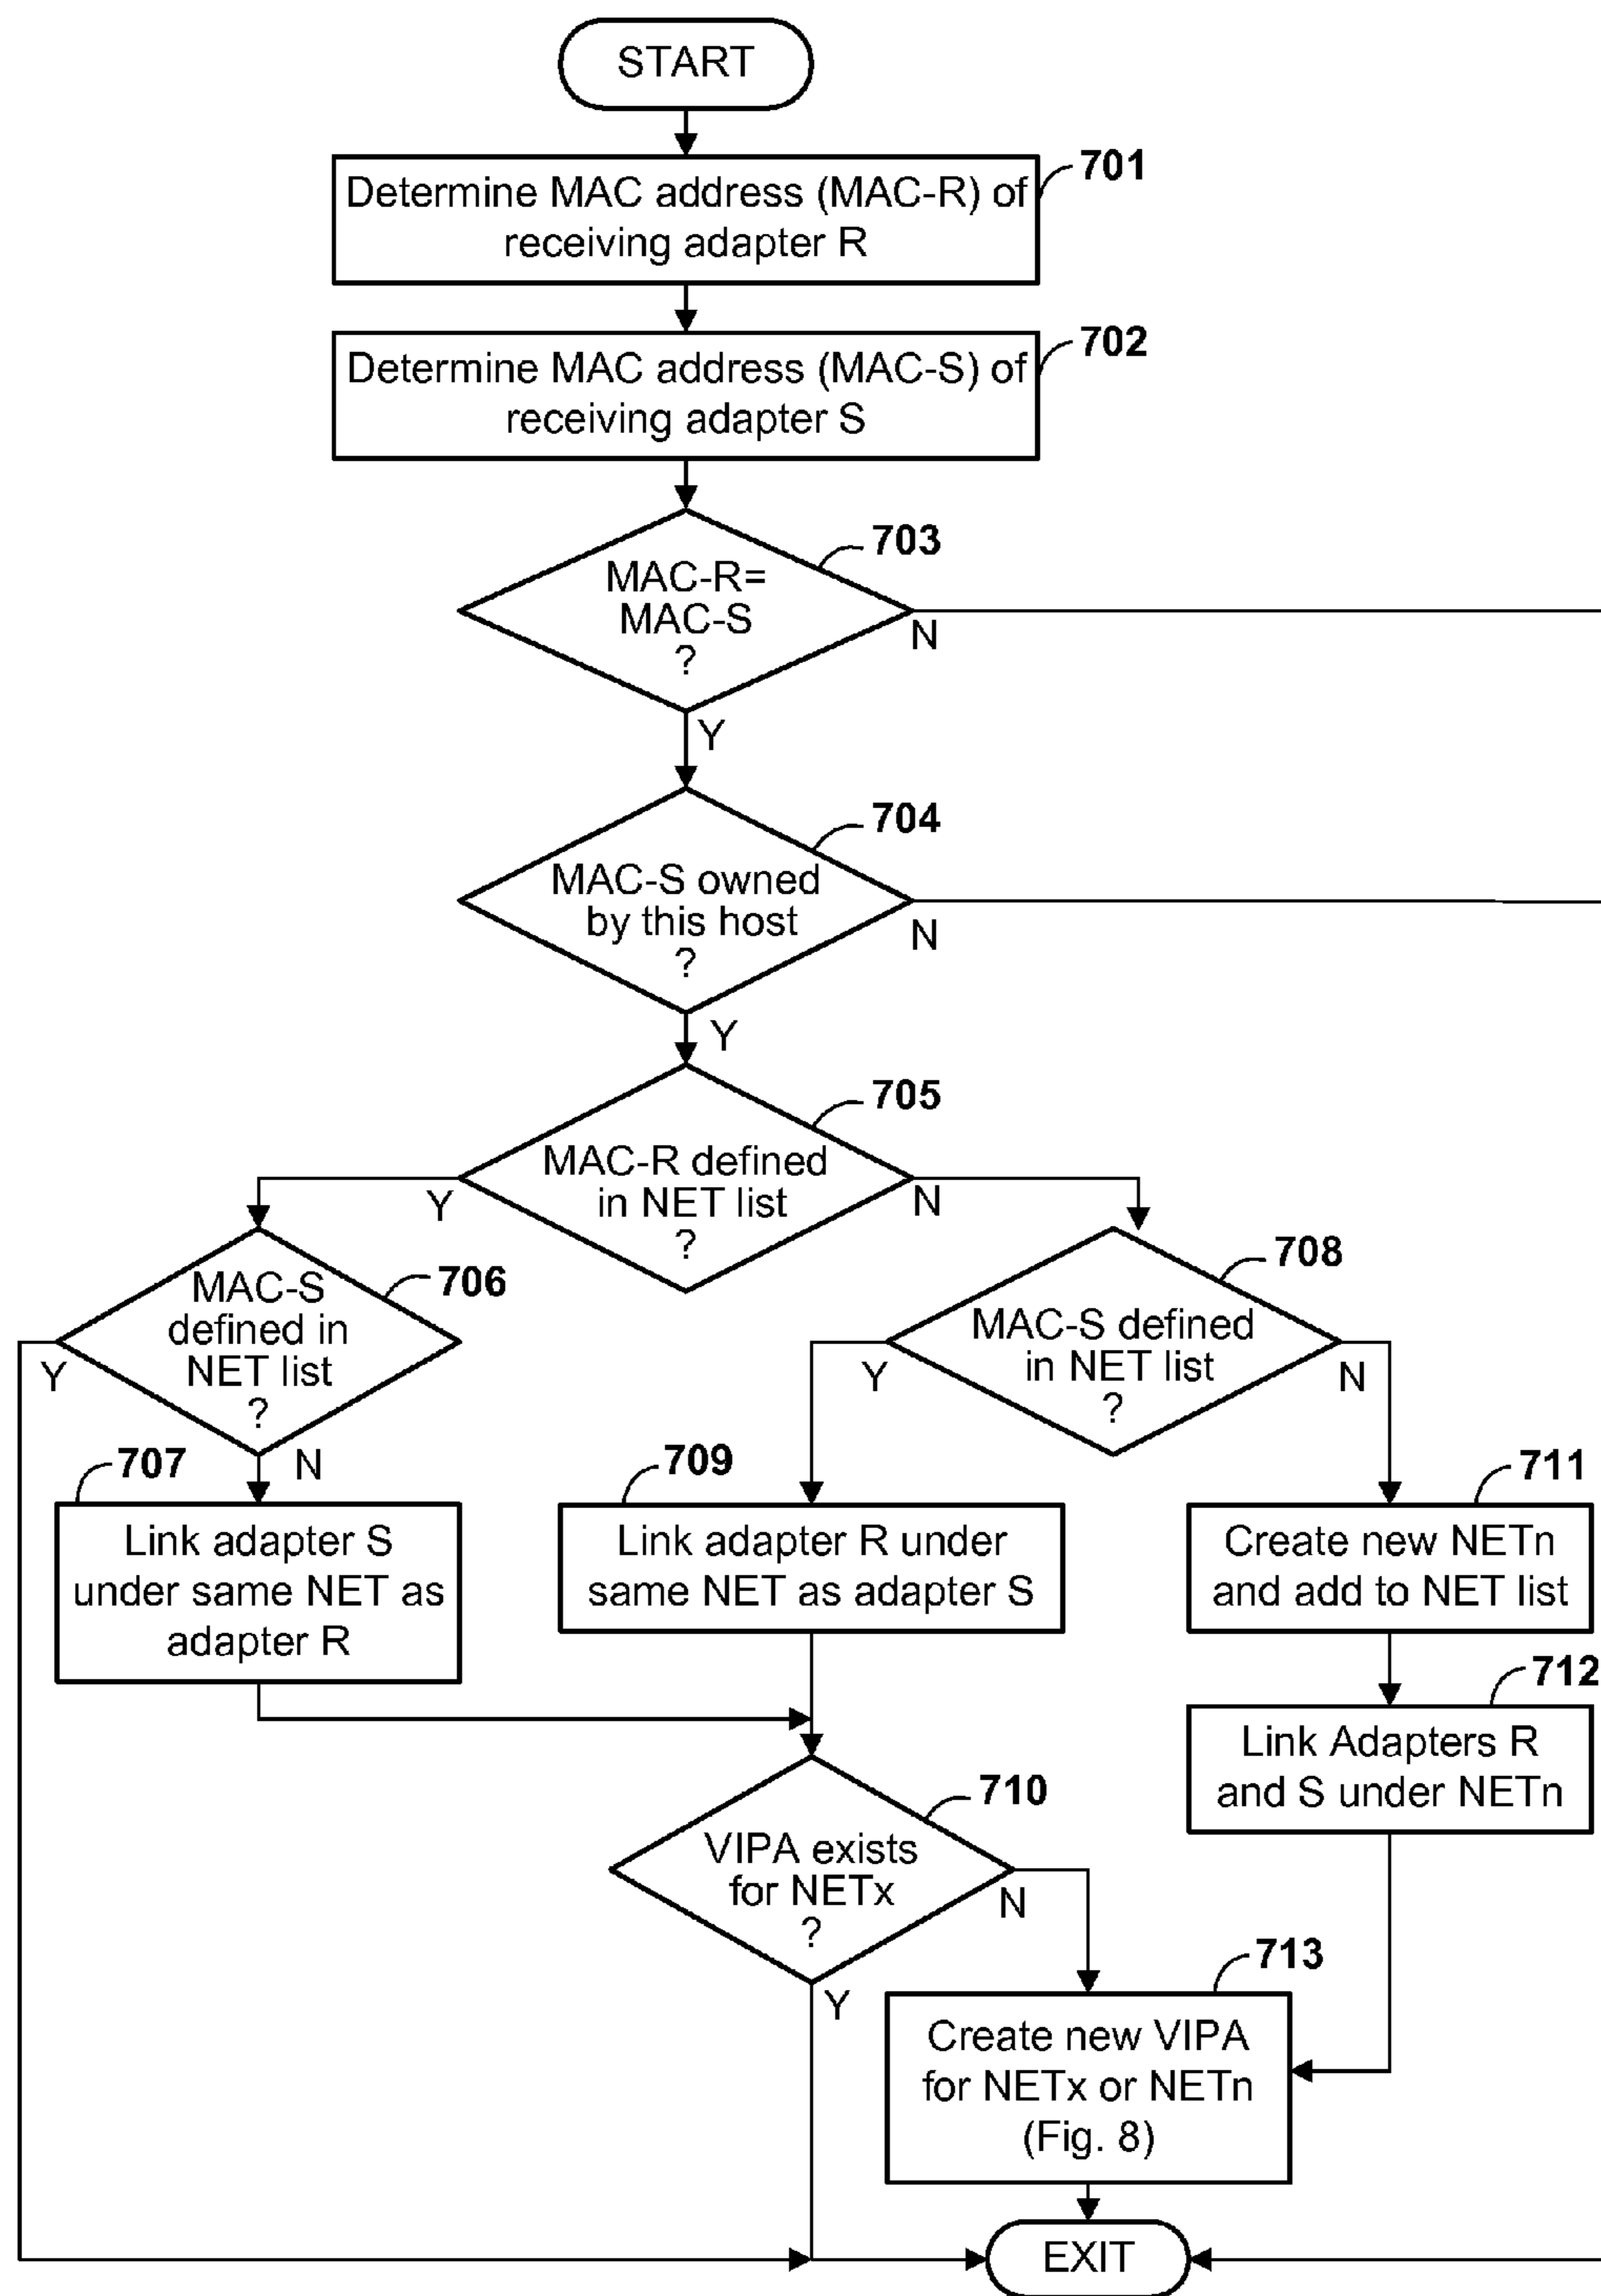 START
701
Determine MAC address (MAC-R) of
receiving adapter R
702
Determine MAC address (MAC-S) of
receiving adapter S
703
MAC-R=
MAC-S
?
N
Y
704
MAC-S owned
by this host
?
N
Y
705
MAC-R defined
in NET list
?
Y
N
706
MAC-S
defined in
NET list
?
Y
N
708
MAC-S defined
in NET list
?
Y
N
707
Link adapter S
under same NET as
adapter R
709
Link adapter R under
same NET as adapter S
711
Create new NETn
and add to NET list
712
Link Adapters R
and S under NETn
710
VIPA exists
for NETx
?
N
Y
713
Create new VIPA
for NETx or NETn
(Fig. 8)
EXIT